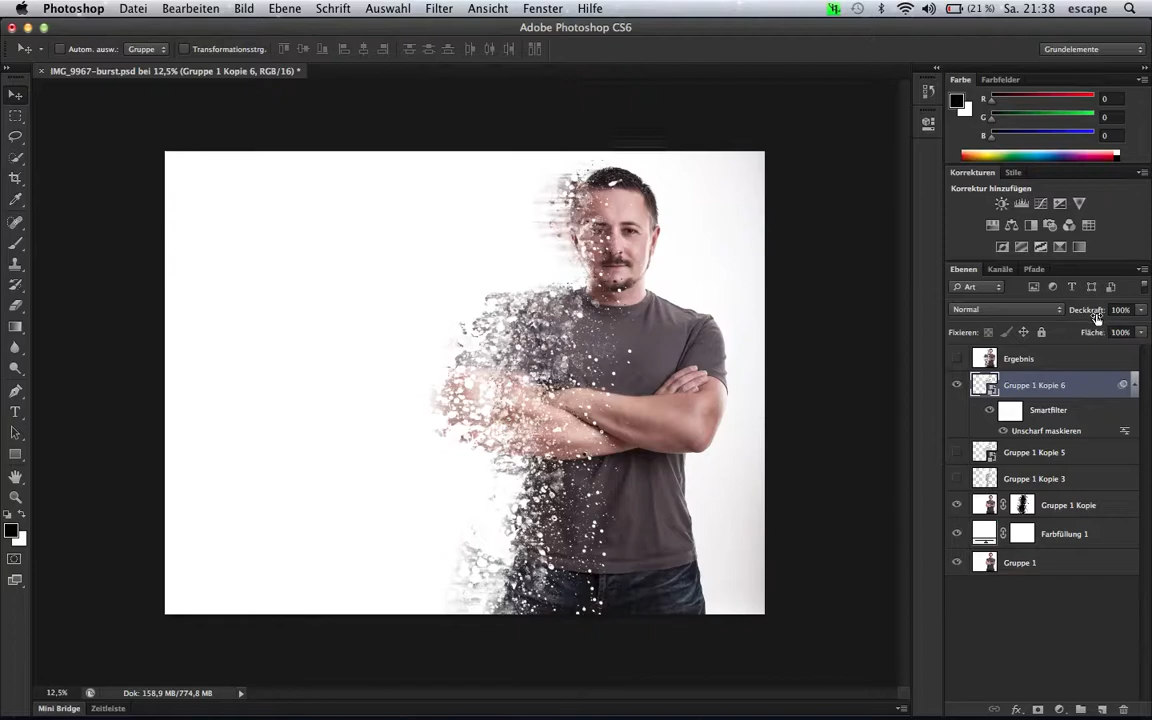 Photoshop Datei Bearbeiten Bild Ebene Schrift Auswahl Filter Ansicht Fenster Hilfe (21 %) Sa. 21:38 escape
Adobe Photoshop CS6
Autom. ausw.: Gruppe Transformationsstrg. Grundelemente
IMG_9967-burst.psd bei 12,5% (Gruppe 1 Kopie 6, RGB/16) *
Farbe Farbfelder
R 0
G 0
B 0
Korrekturen Stile
Korrektur hinzufügen
Ebenen Kanäle Pfade
Art
Normal Deckkraft: 100%
Fixieren: Fläche: 100%
Ergebnis
Gruppe 1 Kopie 6
Smartfilter
Unscharf maskieren
Gruppe 1 Kopie 5
Gruppe 1 Kopie 3
Gruppe 1 Kopie
Farbfüllung 1
Gruppe 1
12,5% Dok: 158,9 MB/774,8 MB
Mini Bridge Zeitleiste